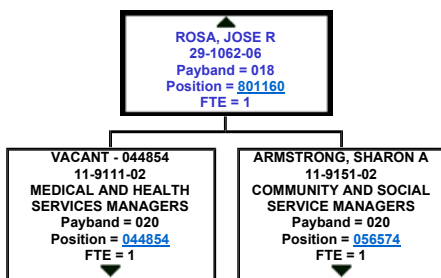 ROSA, JOSE R
29-1062-06
Payband = 018
Position = 801160
FTE = 1
VACANT - 044854
11-9111-02
MEDICAL AND HEALTH
SERVICES MANAGERS
Payband = 020
Position = 044854
FTE = 1
ARMSTRONG, SHARON A
11-9151-02
COMMUNITY AND SOCIAL
SERVICE MANAGERS
Payband = 020
Position = 056574
FTE = 1